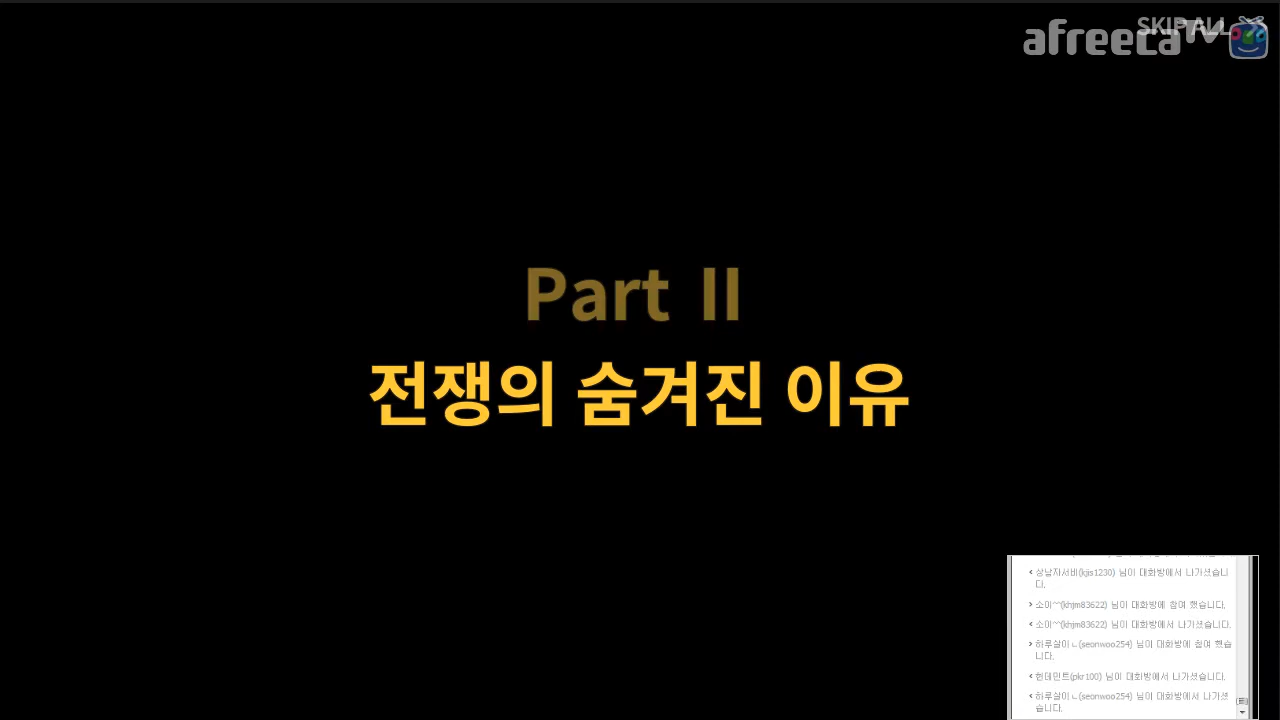 SKIP ALL
afreecaTV
Part II
전쟁의 숨겨진 이유
상남자서비(kjis1230) 님이 대화방에서 나가셨습니
다.
소이^^(khjm83622) 님이 대화방에 참여 했습니다.
소이^^(khjm83622) 님이 대화방에서 나가셨습니다.
하루살이ㄴ(seonwoo254) 님이 대화방에 참여 했습
니다.
헌데민트(pkr100) 님이 대화방에서 나가셨습니다.
하루살이ㄴ(seonwoo254) 님이 대화방에서 나가셨
습니다.